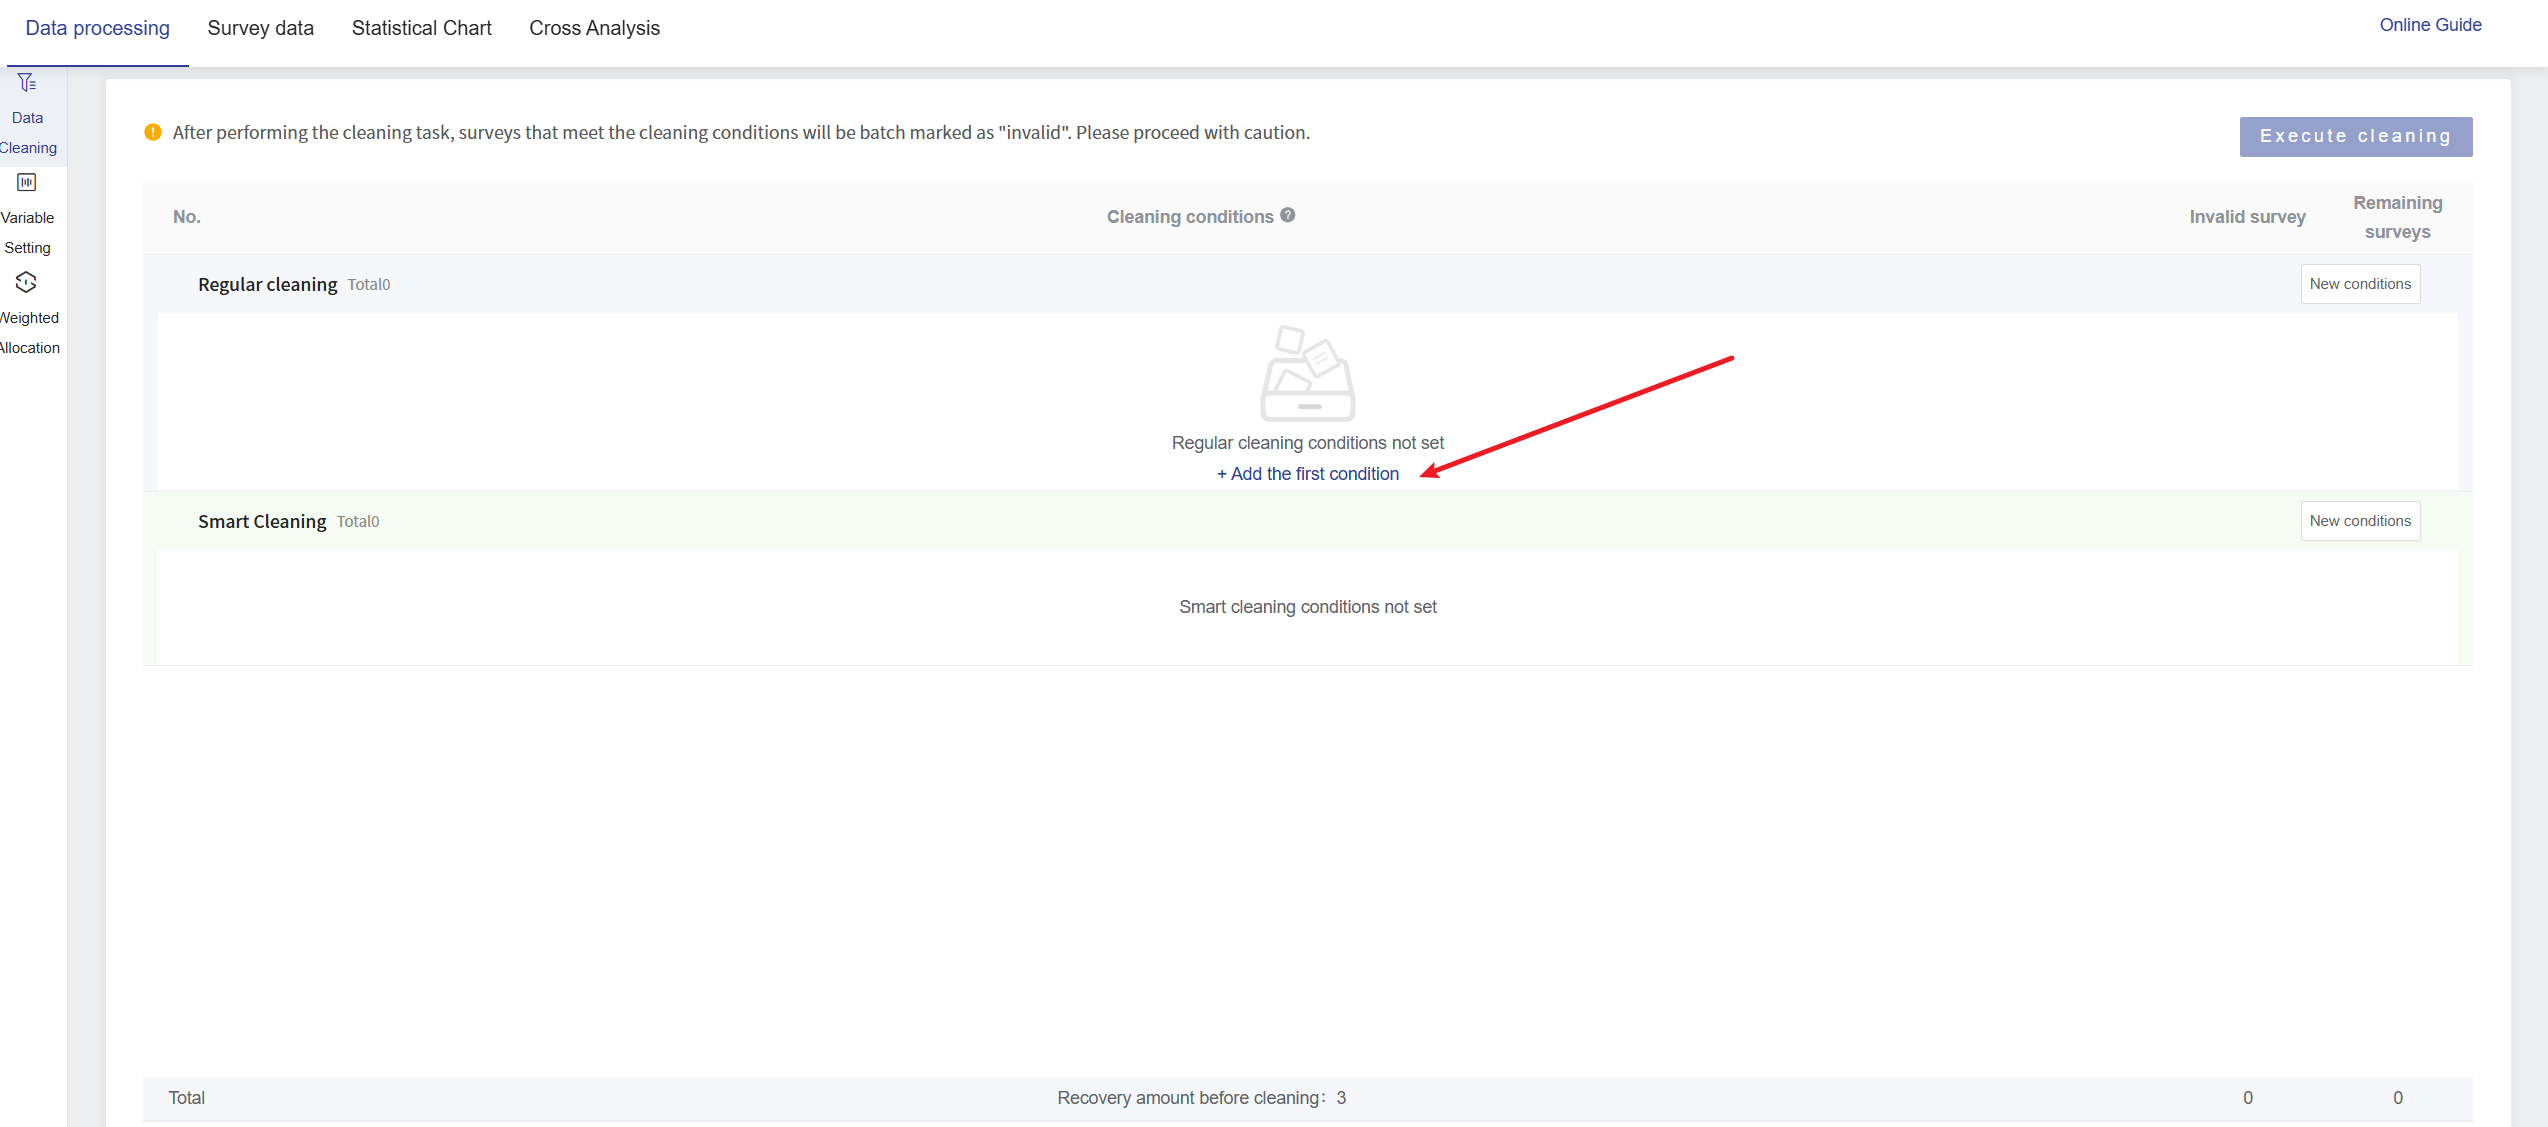 Data processing Survey data Statistical Chart Cross Analysis Online Guide
Data
Cleaning
Variable
Setting
Weighted
Allocation
After performing the cleaning task, surveys that meet the cleaning conditions will be batch marked as "invalid". Please proceed with caution.
Execute cleaning
No. Cleaning conditions Invalid survey Remaining surveys
Regular cleaning Total0 New conditions
Regular cleaning conditions not set
+ Add the first condition
Smart Cleaning Total0 New conditions
Smart cleaning conditions not set
Total Recovery amount before cleaning：3 0 0